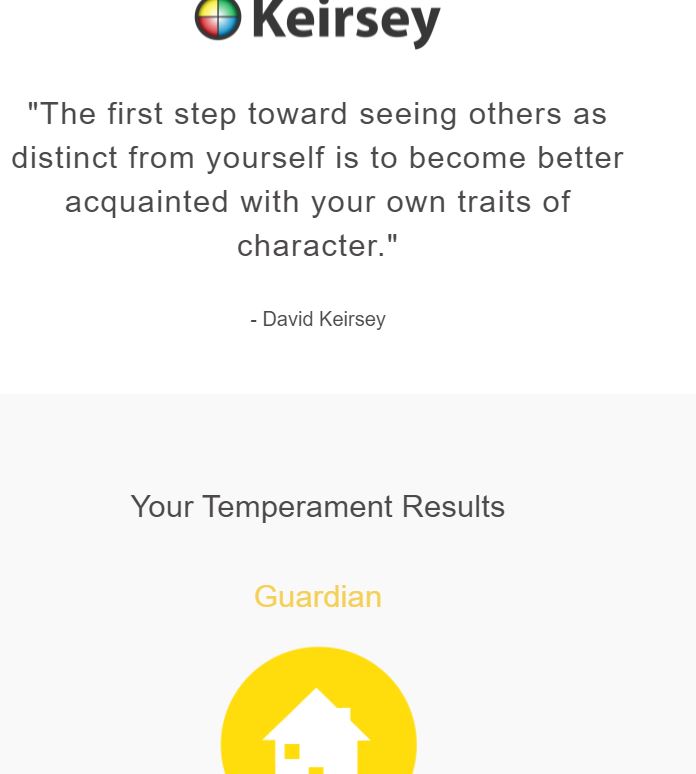 Keirsey
"The first step toward seeing others as
distinct from yourself is to become better
acquainted with your own traits of
character."
- David Keirsey
Your Temperament Results
Guardian